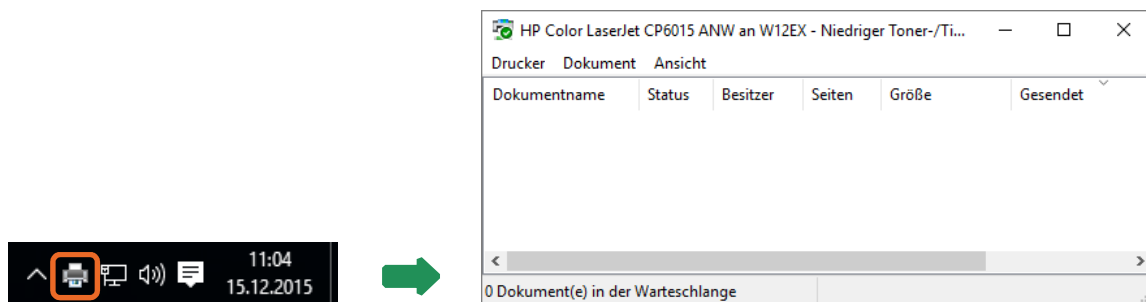 HP Color LaserJet CP6015 ANW an W12EX - Niedriger Toner-/Ti...
Drucker Dokument Ansicht
Dokumentname Status Besitzer Seiten Größe Gesendet
0 Dokument(e) in der Warteschlange
11:04
15.12.2015